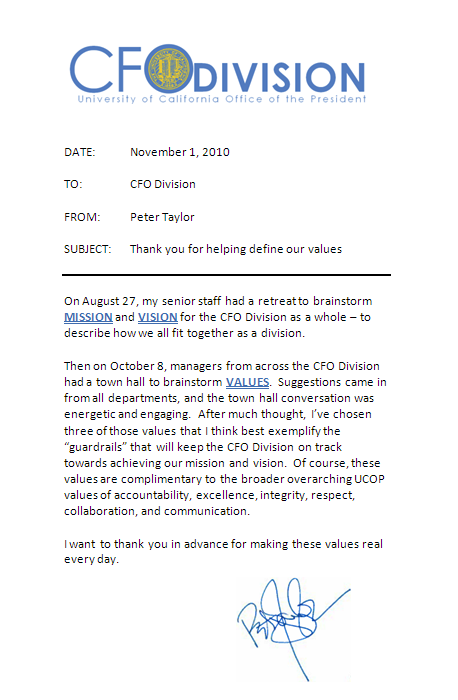 CFO DIVISION
University of California Office of the President
DATE: November 1, 2010
TO: CFO Division
FROM: Peter Taylor
SUBJECT: Thank you for helping define our values
On August 27, my senior staff had a retreat to brainstorm
MISSION and VISION for the CFO Division as a whole – to
describe how we all fit together as a division.
Then on October 8, managers from across the CFO Division
had a town hall to brainstorm VALUES. Suggestions came in
from all departments, and the town hall conversation was
energetic and engaging. After much thought, I've chosen
three of those values that I think best exemplify the
“guardrails” that will keep the CFO Division on track
towards achieving our mission and vision. Of course, these
values are complimentary to the broader overarching UCOP
values of accountability, excellence, integrity, respect,
collaboration, and communication.
I want to thank you in advance for making these values real
every day.